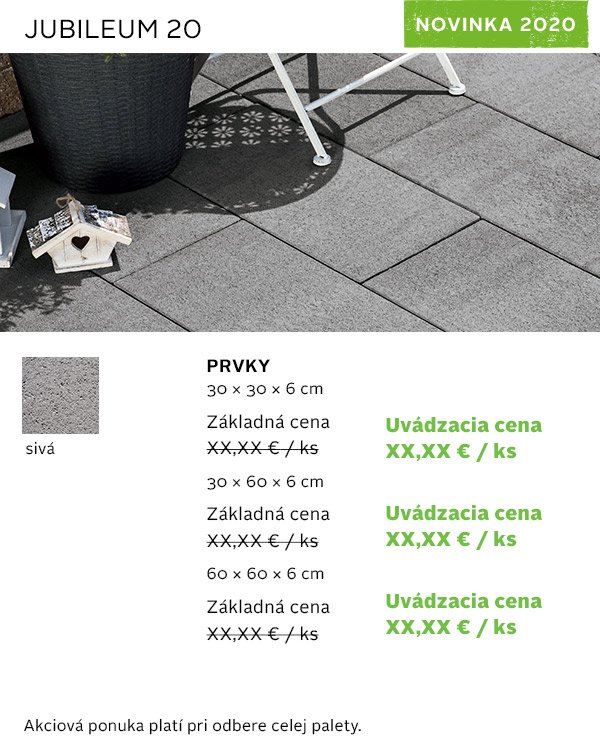 JUBILEUM 20
NOVINKA 2020
sivá
PRVKY
30 × 30 × 6 cm
Základná cena
XX,XX € / ks
Uvádzacia cena
XX,XX € / ks
30 × 60 × 6 cm
Základná cena
XX,XX € / ks
Uvádzacia cena
XX,XX € / ks
60 × 60 × 6 cm
Základná cena
XX,XX € / ks
Uvádzacia cena
XX,XX € / ks
Akciová ponuka platí pri odbere celej palety.